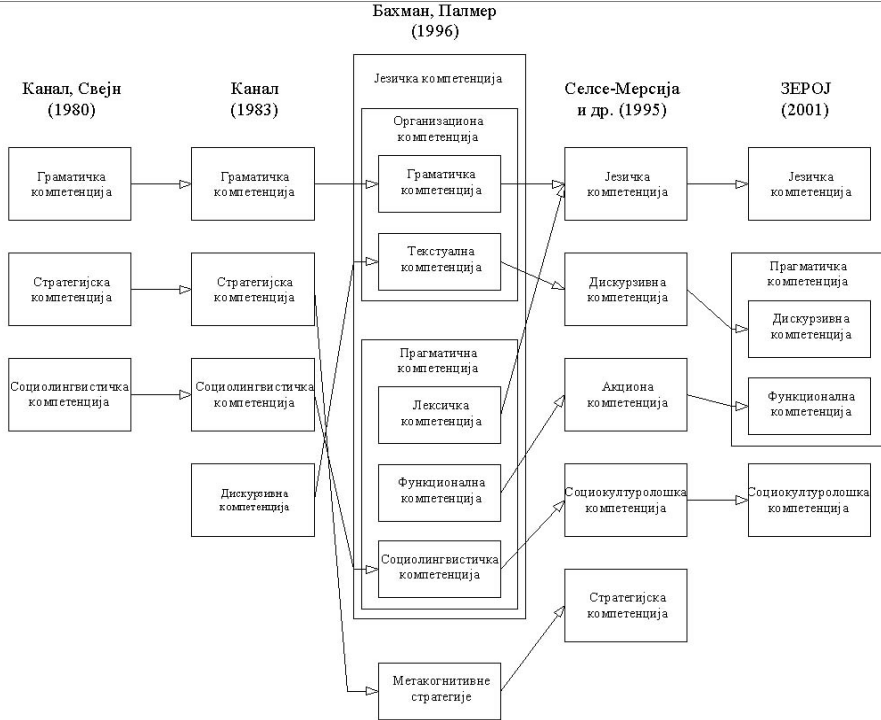 Бахман, Палмер
(1996)
Канал, Свејн
(1980)
Канал
(1983)
Језичка компетенција
Селсе-Мерсија
и др. (1995)
ЗЕРОЈ
(2001)
Организациона
компетенција
Граматичка
компетенција
Граматичка
компетенција
Граматичка
компетенција
Језичка
компетенција
Језичка
компетенција
Стратегијска
компетенција
Стратегијска
компетенција
Текстуална
компетенција
Дискурзивна
компетенција
Прагматичка
компетенција
Дискурзивна
компетенција
Социолингвистичка
компетенција
Социолингвистичка
компетенција
Прагматична
компетенција
Лексичка
компетенција
Акциона
компетенција
Функционална
компетенција
Дискурзивна
компетенција
Функционална
компетенција
Социокултуролошка
компетенција
Социокултуролошка
компетенција
Социолингвистичка
компетенција
Стратегијска
компетенција
Метакогнитивне
стратегије